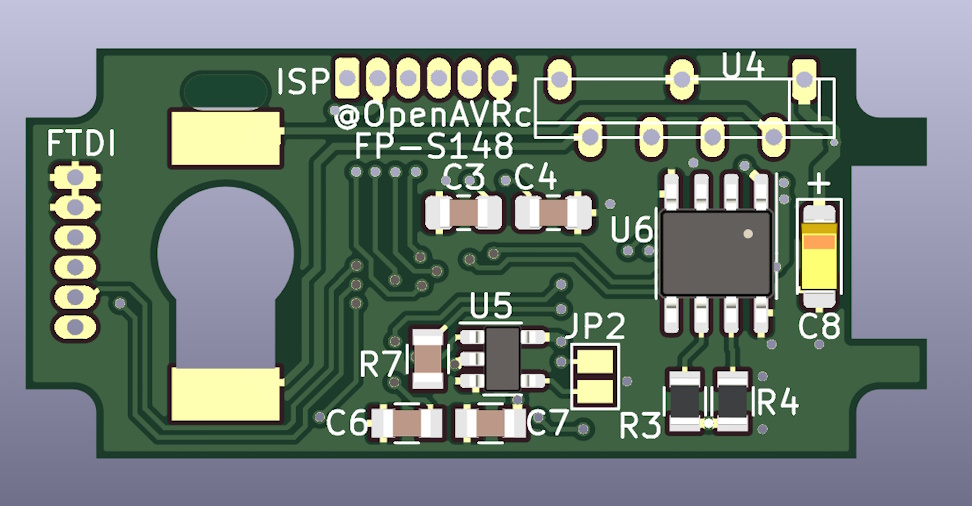 U4
ISP
@OpenAVRc
FTDI
FP-S148
C3 C4
+
U6
U5
JP2
C8
R7
R4
C6
C7
R3